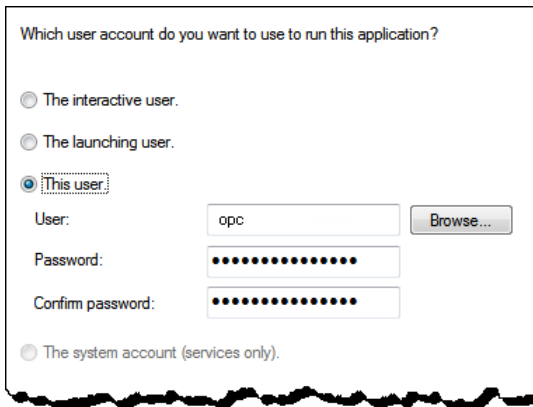 Which user account do you want to use to run this application?
The interactive user.
The launching user.
This user.
User: opc Browse...
Password: •••••••••••••••
Confirm password: •••••••••••••••
The system account (services only).